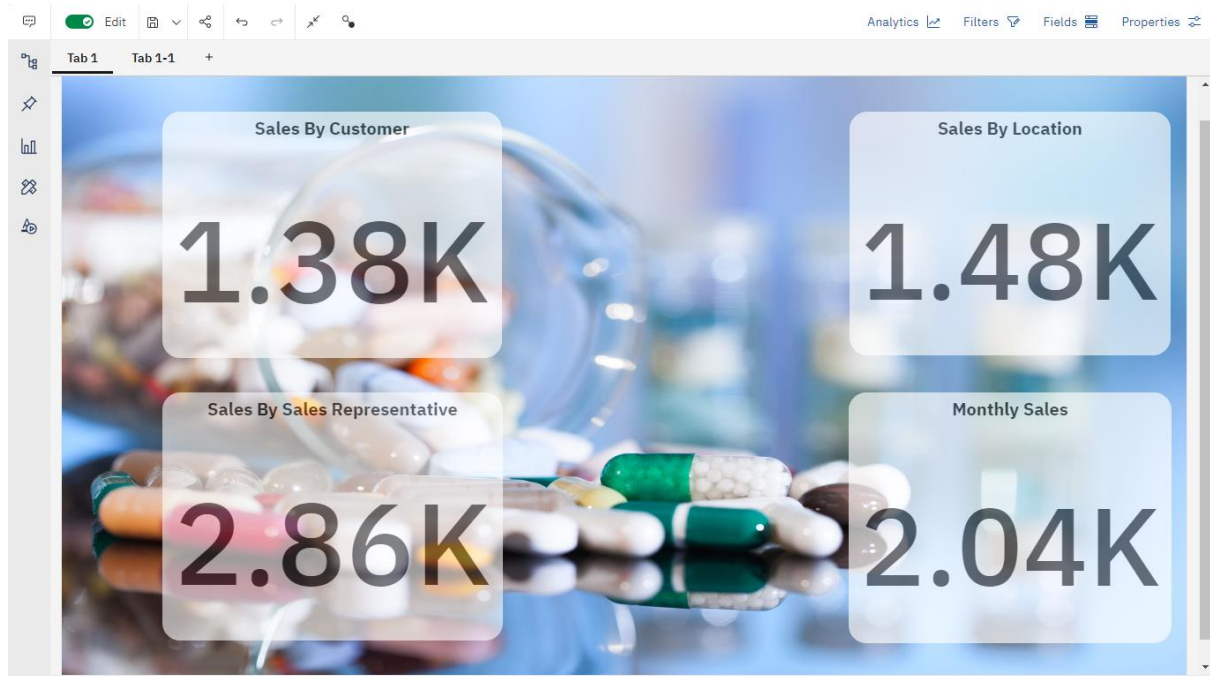 Edit
Analytics
Filters
Fields
Properties
Tab 1
Tab 1-1
+
Sales By Customer
1.38K
Sales By Location
1.48K
Sales By Sales Representative
2.86K
Monthly Sales
2.04K